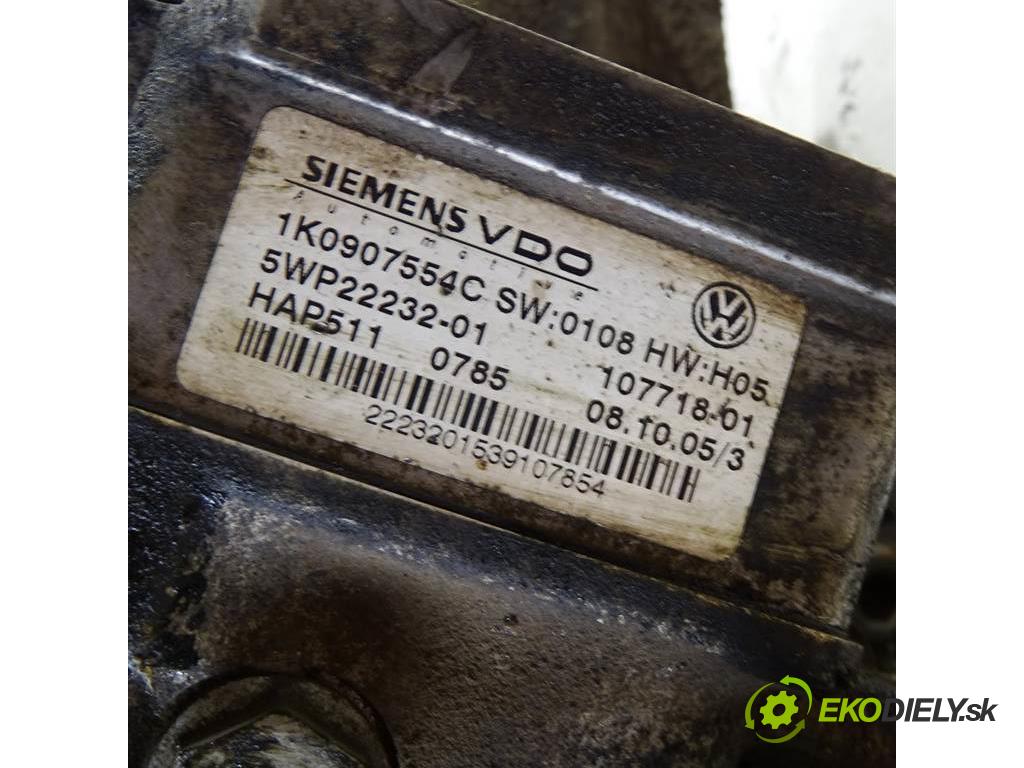 SIEMENS VDO
Automotive
1K0907554C SW:0108 HW:H05
5WP22232-01 107718-01
HAP511 0785 08.10.05/3
2223201539107854
EKODIELY.sk